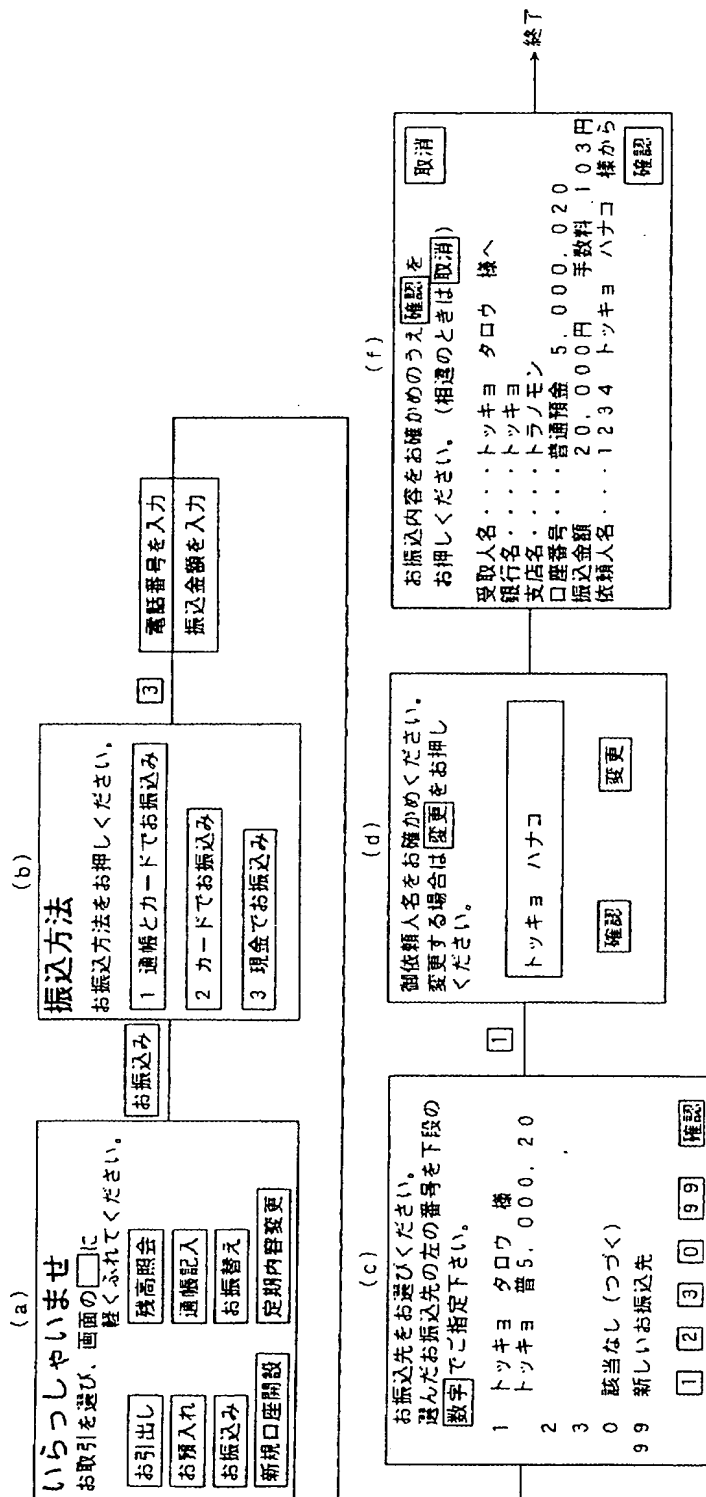 (a)
いらっしゃいませ
お取引を選び、画面の□に
軽くふれてください。
お引出し 残高照会
お預入れ 通帳記入
お振込み お振替え
新規口座開設 定期内容変更
お振込み
(b)
振込方法
お振込方法をお押しください。
1 通帳とカードでお振込み
2 カードでお振込み
3 現金でお振込み
3
電話番号を入力
振込金額を入力
(c)
お振込先をお選びください。
選んだお振込先の左の番号を下段の
数字でご指定下さい。
1 トッキョ タロウ 様
トッキョ 普5.000.20
2
3
0 該当なし(つづく)
99 新しいお振込先
1 2 3 0 99 確認
1
(d)
御依頼人名をお確かめください。
変更する場合は変更をお押し
ください。
トッキョ ハナコ
確認 変更
(f)
お振込内容をお確かめのうえ確認を
お押しください。(相違のときは取消)
取消
受取人名・・・トッキョ タロウ 様へ
銀行名・・・・トッキョ
支店名・・・・トラノモン
口座番号・・・普通預金 5.000.020
振込金額 20,000円 手数料 103円
依頼人名・・・1234 トッキョ ハナコ 様から
確認
終了